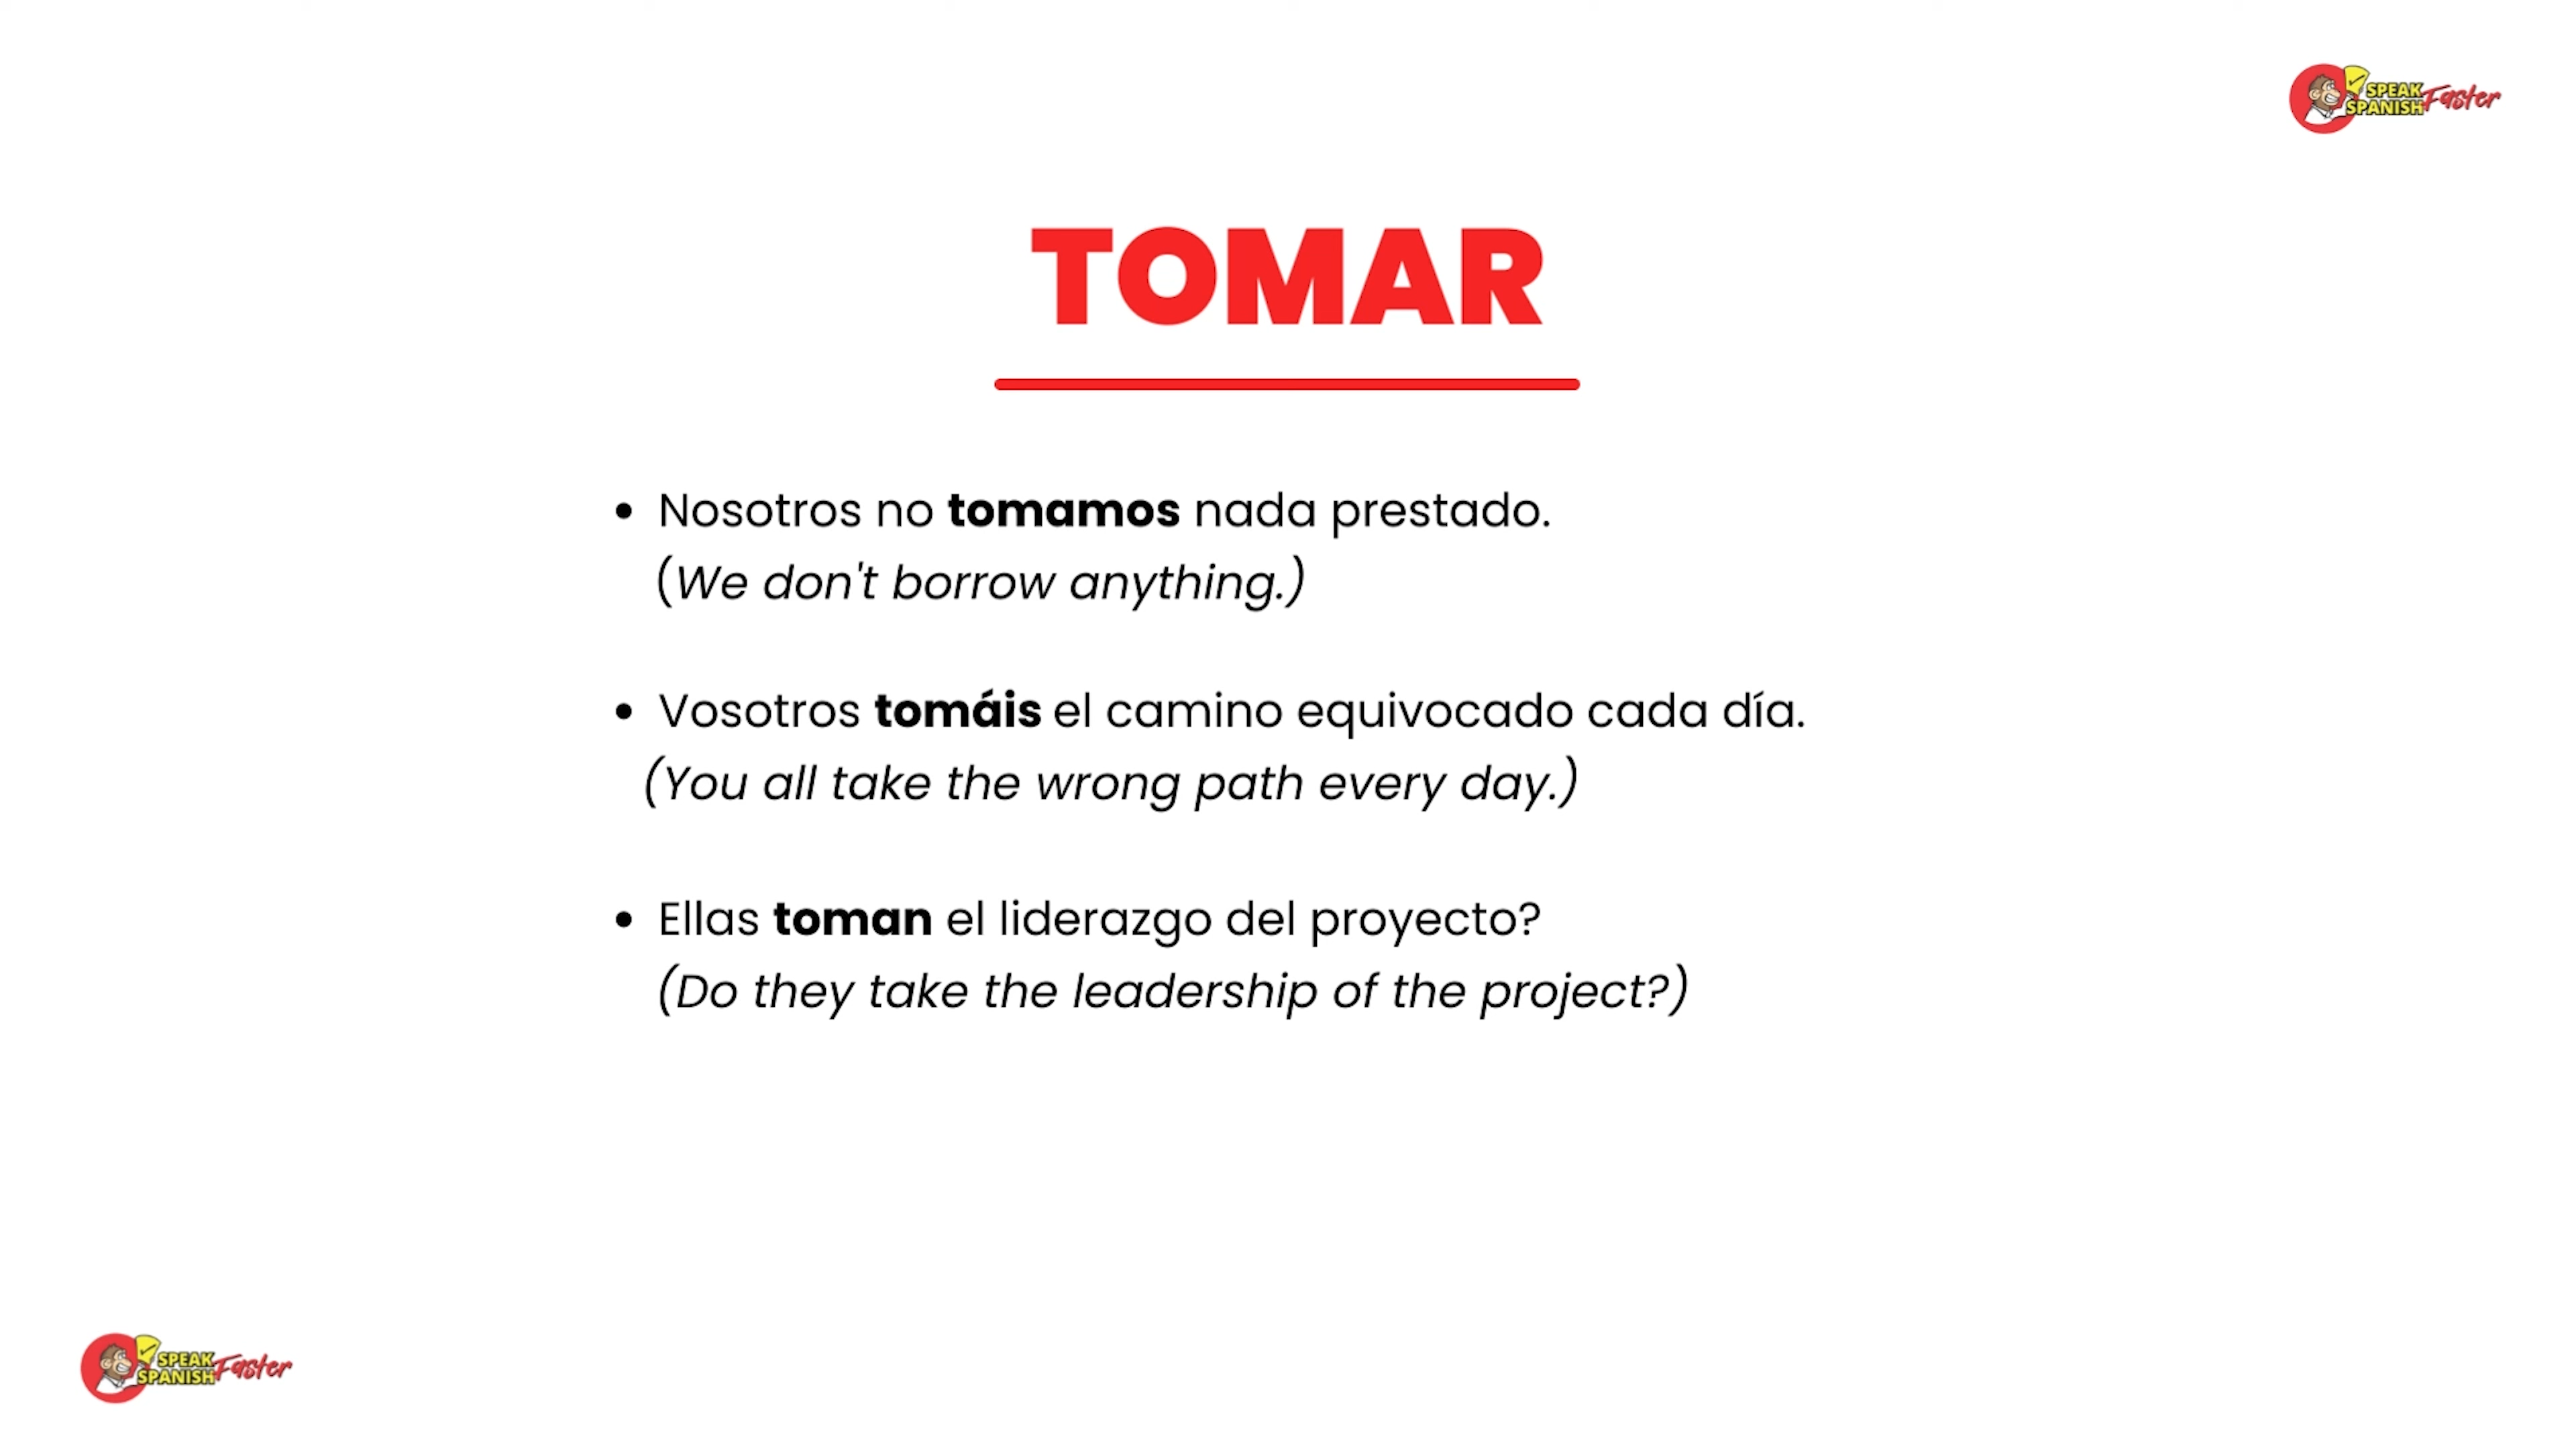 SPEAK
SPANISH Faster
TOMAR
• Nosotros no tomamos nada prestado.
(We don't borrow anything.)
• Vosotros tomáis el camino equivocado cada día.
(You all take the wrong path every day.)
• Ellas toman el liderazgo del proyecto?
(Do they take the leadership of the project?)
SPEAK
SPANISH Faster